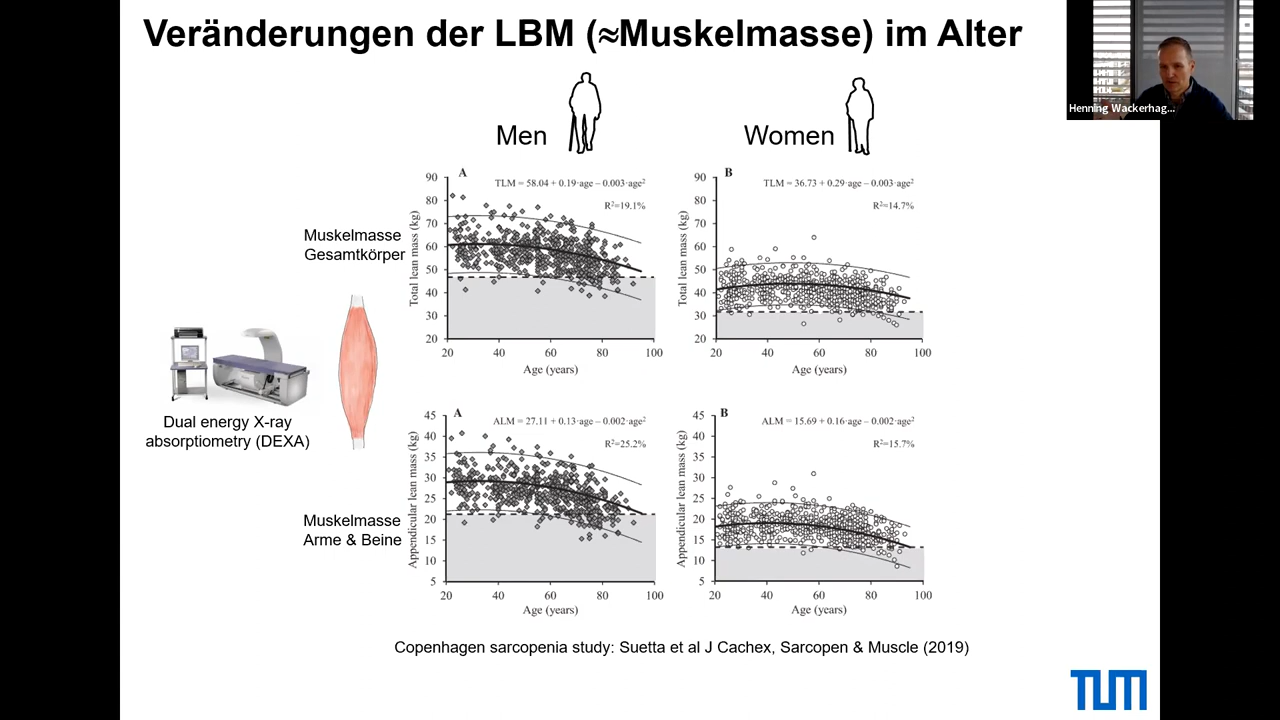 Veränderungen der LBM (≈Muskelmasse) im Alter
Henning Wackerhag...
Men
Women
Muskelmasse
Gesamtkörper
A
TLM = 58.04 + 0.19·age – 0.003·age²
R²=19.1%
Total lean mass (kg)
90
80
70
60
50
40
30
20
20 40 60 80 100
Age (years)
B
TLM = 36.73 + 0.29·age – 0.003·age²
R²=14.7%
Total lean mass (kg)
90
80
70
60
50
40
30
20
20 40 60 80 100
Age (years)
Dual energy X-ray
absorptiometry (DEXA)
Muskelmasse
Arme & Beine
A
ALM = 27.11 + 0.13·age – 0.002·age²
R²=25.2%
Appendicular lean mass (kg)
45
40
35
30
25
20
15
10
5
20 40 60 80 100
Age (years)
B
ALM = 15.69 + 0.16·age – 0.002·age²
R²=15.7%
Appendicular lean mass (kg)
45
40
35
30
25
20
15
10
5
20 40 60 80 100
Age (years)
Copenhagen sarcopenia study: Suetta et al J Cachex, Sarcopen & Muscle (2019)
TUM